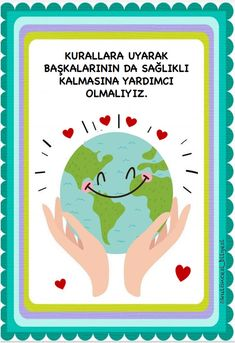 KURALLARA UYARAK
BAŞKALARININ DA SAĞLIKLI
KALMASINA YARDIMCI
OLMALIYIZ.